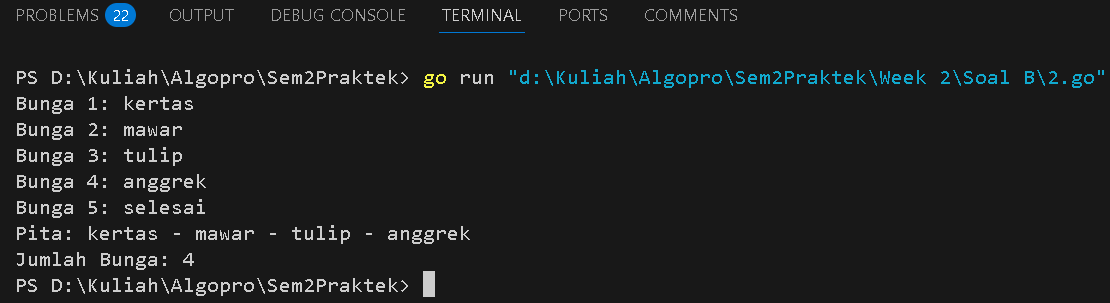 PROBLEMS 22 OUTPUT DEBUG CONSOLE TERMINAL PORTS COMMENTS
PS D:\Kuliah\Algopro\Sem2Praktek> go run "d:\Kuliah\Algopro\Sem2Praktek\Week 2\Soal B\2.go"
Bunga 1: kertas
Bunga 2: mawar
Bunga 3: tulip
Bunga 4: anggrek
Bunga 5: selesai
Pita: kertas - mawar - tulip - anggrek
Jumlah Bunga: 4
PS D:\Kuliah\Algopro\Sem2Praktek>